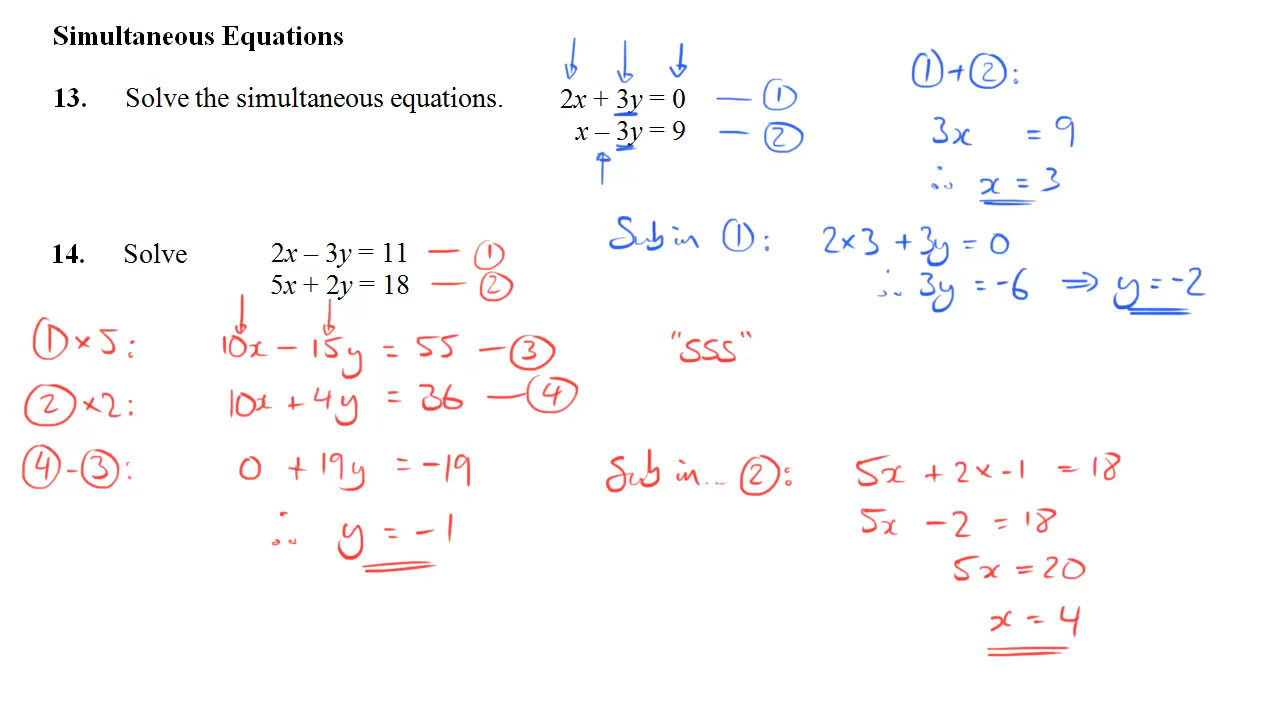 Simultaneous Equations
13. Solve the simultaneous equations. 2x + 3y = 0 — ①
x – 3y = 9 — ②
①+②:
3x = 9
∴ x = 3
Sub in ①: 2×3 + 3y = 0
∴ 3y = -6 ⇒ y = -2
14. Solve 2x – 3y = 11 — ①
5x + 2y = 18 — ②
①×5: 10x - 15y = 55 — ③
"SSS"
②×2: 10x + 4y = 36 — ④
④-③: 0 + 19y = -19
∴ y = -1
Sub in... ②: 5x + 2×-1 = 18
5x - 2 = 18
5x = 20
x = 4